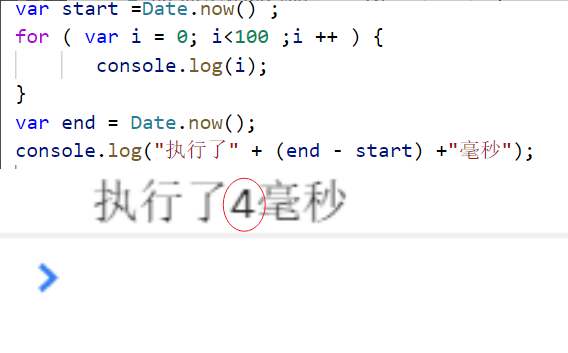 var start =Date.now() ;
for ( var i = 0; i<100 ;i ++ ) {
console.log(i);
}
var end = Date.now();
console.log("执行了" + (end - start) +"毫秒");
执行了4毫秒